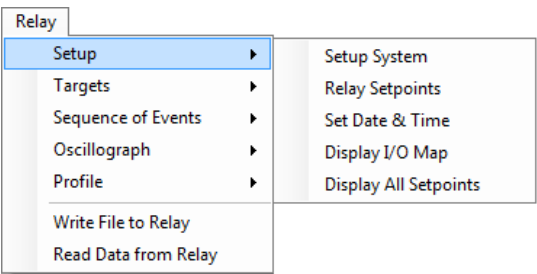 Relay
Setup
Targets
Sequence of Events
Oscillograph
Profile
Write File to Relay
Read Data from Relay
Setup System
Relay Setpoints
Set Date & Time
Display I/O Map
Display All Setpoints